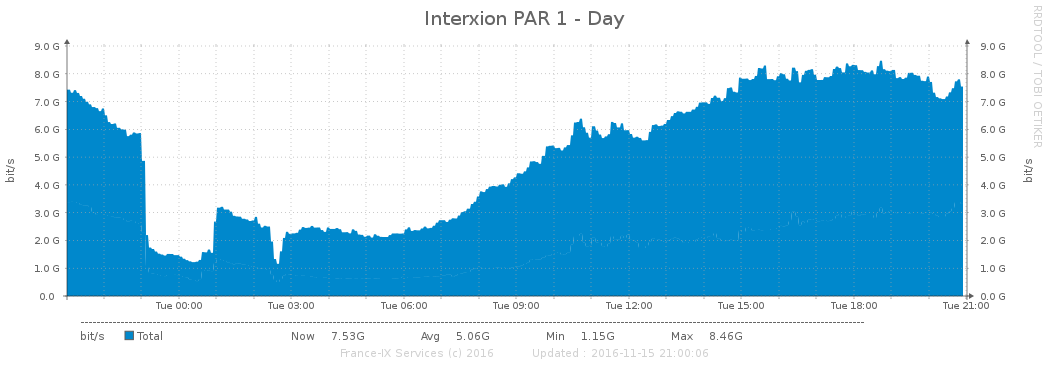 Interxion PAR 1 - Day
RRDTOOL / TOBI OETIKER
9.0 G 9.0 G
8.0 G 8.0 G
7.0 G 7.0 G
6.0 G 6.0 G
5.0 G 5.0 G
4.0 G 4.0 G
3.0 G 3.0 G
2.0 G 2.0 G
1.0 G 1.0 G
0.0 0.0 G
bit/s
bit/s
Tue 00:00 Tue 03:00 Tue 06:00 Tue 09:00 Tue 12:00 Tue 15:00 Tue 18:00 Tue 21:00
bit/s Total Now 7.53G Avg 5.06G Min 1.15G Max 8.46G
France-IX Services (c) 2016 Updated : 2016-11-15 21:00:06